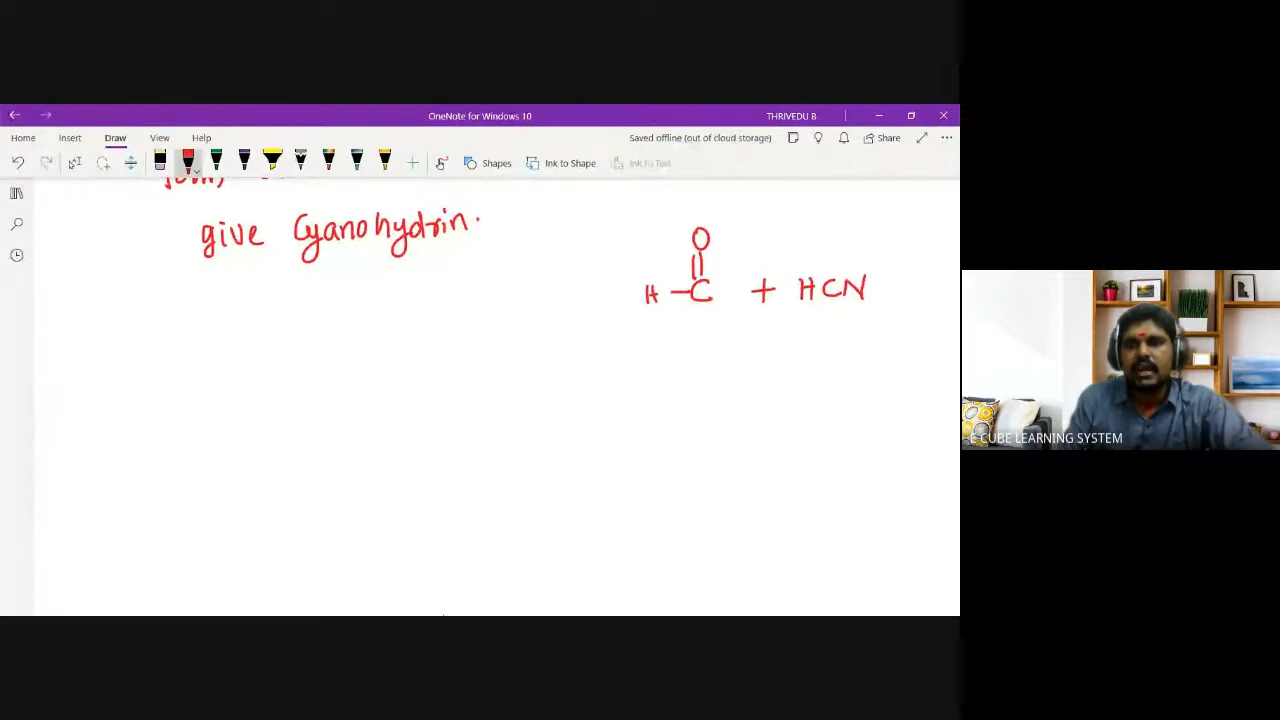 OneNote for Windows 10
THRIVEDU B
Home Insert Draw View Help
Saved offline (out of cloud storage)
Share
Shapes
Ink to Shape
Ink to Text
give Cyanohydrin.
O
H - C + HCN
E CUBE LEARNING SYSTEM